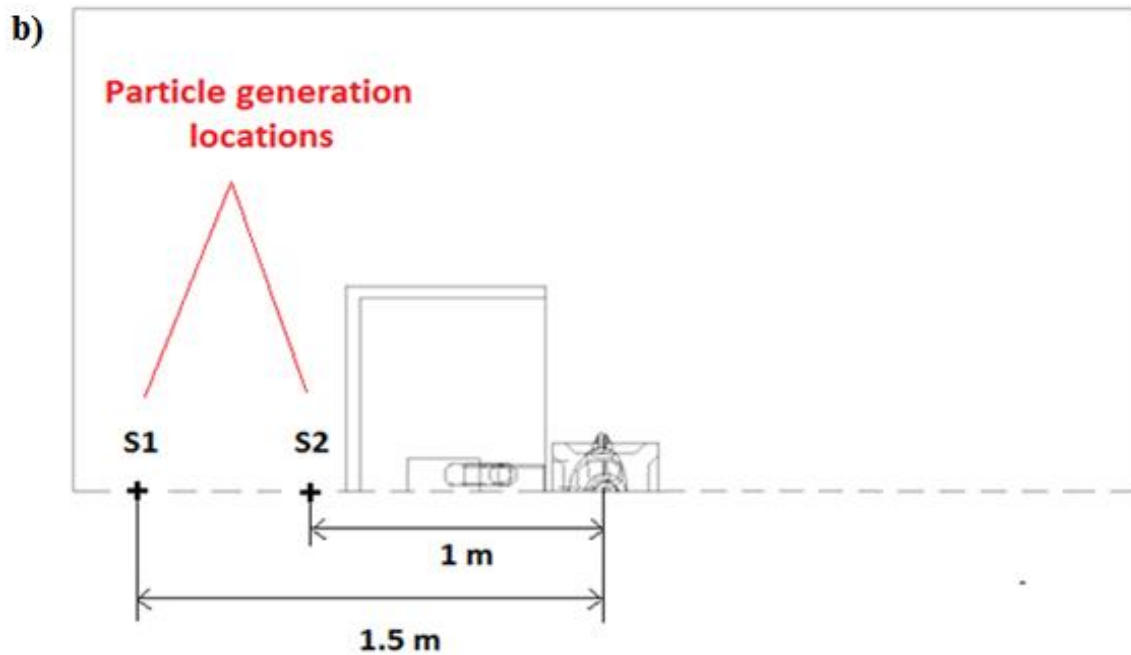 b)
Particle generation
locations
S1
S2
1 m
1.5 m